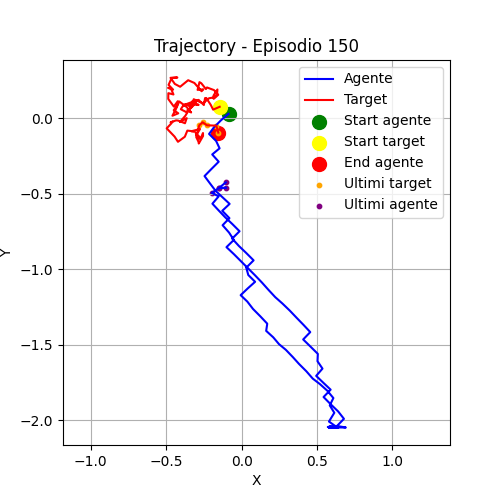 Trajectory - Episodio 150
Agente
Target
Start agente
Start target
End agente
Ultimi target
Ultimi agente
0.0
−0.5
−1.0
−1.5
−2.0
Y
−1.0
−0.5
0.0
0.5
1.0
X